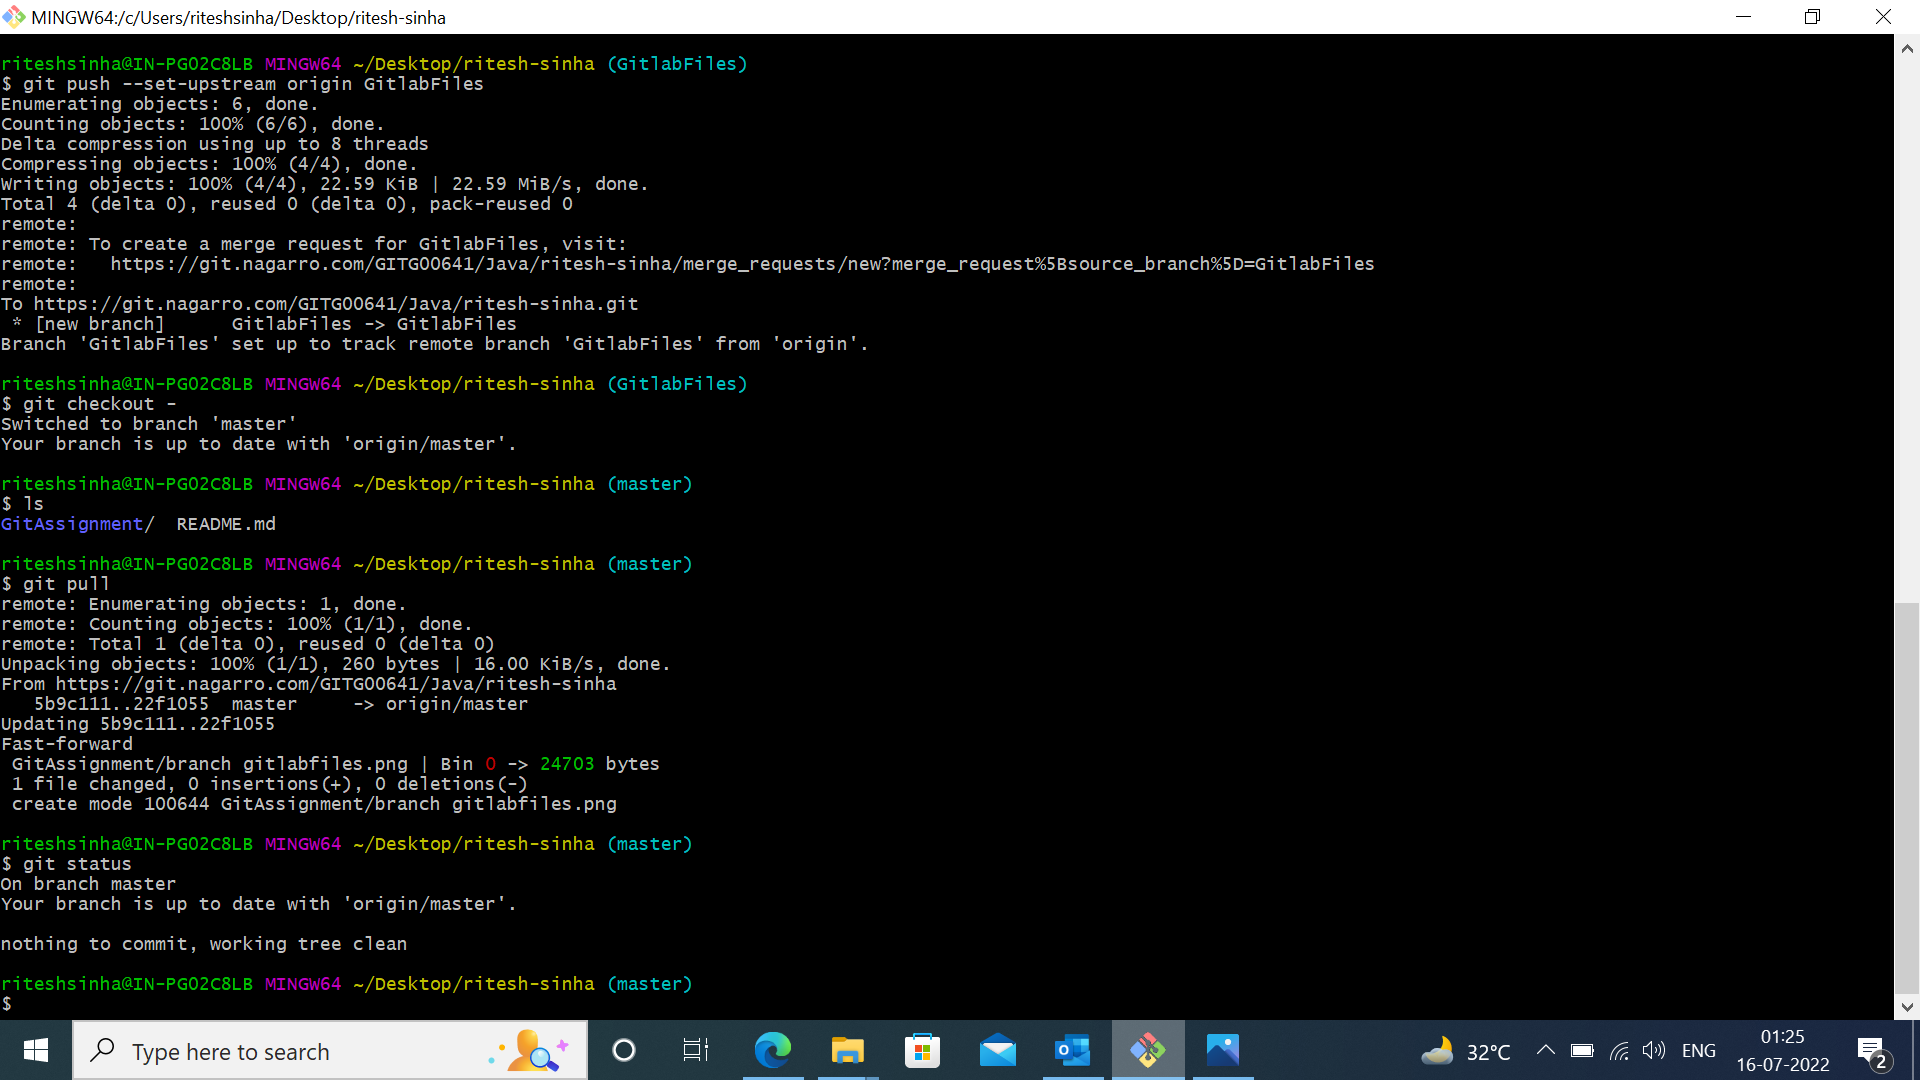 MINGW64:/c/Users/riteshsinha/Desktop/ritesh-sinha
riteshsinha@IN-PG02C8LB MINGW64 ~/Desktop/ritesh-sinha (GitlabFiles)
$ git push --set-upstream origin GitlabFiles
Enumerating objects: 6, done.
Counting objects: 100% (6/6), done.
Delta compression using up to 8 threads
Compressing objects: 100% (4/4), done.
Writing objects: 100% (4/4), 22.59 KiB | 22.59 MiB/s, done.
Total 4 (delta 0), reused 0 (delta 0), pack-reused 0
remote:
remote: To create a merge request for GitlabFiles, visit:
remote:   https://git.nagarro.com/GITG00641/Java/ritesh-sinha/merge_requests/new?merge_request%5Bsource_branch%5D=GitlabFiles
remote:
To https://git.nagarro.com/GITG00641/Java/ritesh-sinha.git
 * [new branch]      GitlabFiles -> GitlabFiles
Branch 'GitlabFiles' set up to track remote branch 'GitlabFiles' from 'origin'.
riteshsinha@IN-PG02C8LB MINGW64 ~/Desktop/ritesh-sinha (GitlabFiles)
$ git checkout -
Switched to branch 'master'
Your branch is up to date with 'origin/master'.
riteshsinha@IN-PG02C8LB MINGW64 ~/Desktop/ritesh-sinha (master)
$ ls
GitAssignment/  README.md
riteshsinha@IN-PG02C8LB MINGW64 ~/Desktop/ritesh-sinha (master)
$ git pull
remote: Enumerating objects: 1, done.
remote: Counting objects: 100% (1/1), done.
remote: Total 1 (delta 0), reused 0 (delta 0)
Unpacking objects: 100% (1/1), 260 bytes | 16.00 KiB/s, done.
From https://git.nagarro.com/GITG00641/Java/ritesh-sinha
   5b9c111..22f1055  master     -> origin/master
Updating 5b9c111..22f1055
Fast-forward
 GitAssignment/branch gitlabfiles.png | Bin 0 -> 24703 bytes
 1 file changed, 0 insertions(+), 0 deletions(-)
 create mode 100644 GitAssignment/branch gitlabfiles.png
riteshsinha@IN-PG02C8LB MINGW64 ~/Desktop/ritesh-sinha (master)
$ git status
On branch master
Your branch is up to date with 'origin/master'.
nothing to commit, working tree clean
riteshsinha@IN-PG02C8LB MINGW64 ~/Desktop/ritesh-sinha (master)
$
Type here to search
32°C
ENG
01:25
16-07-2022
2